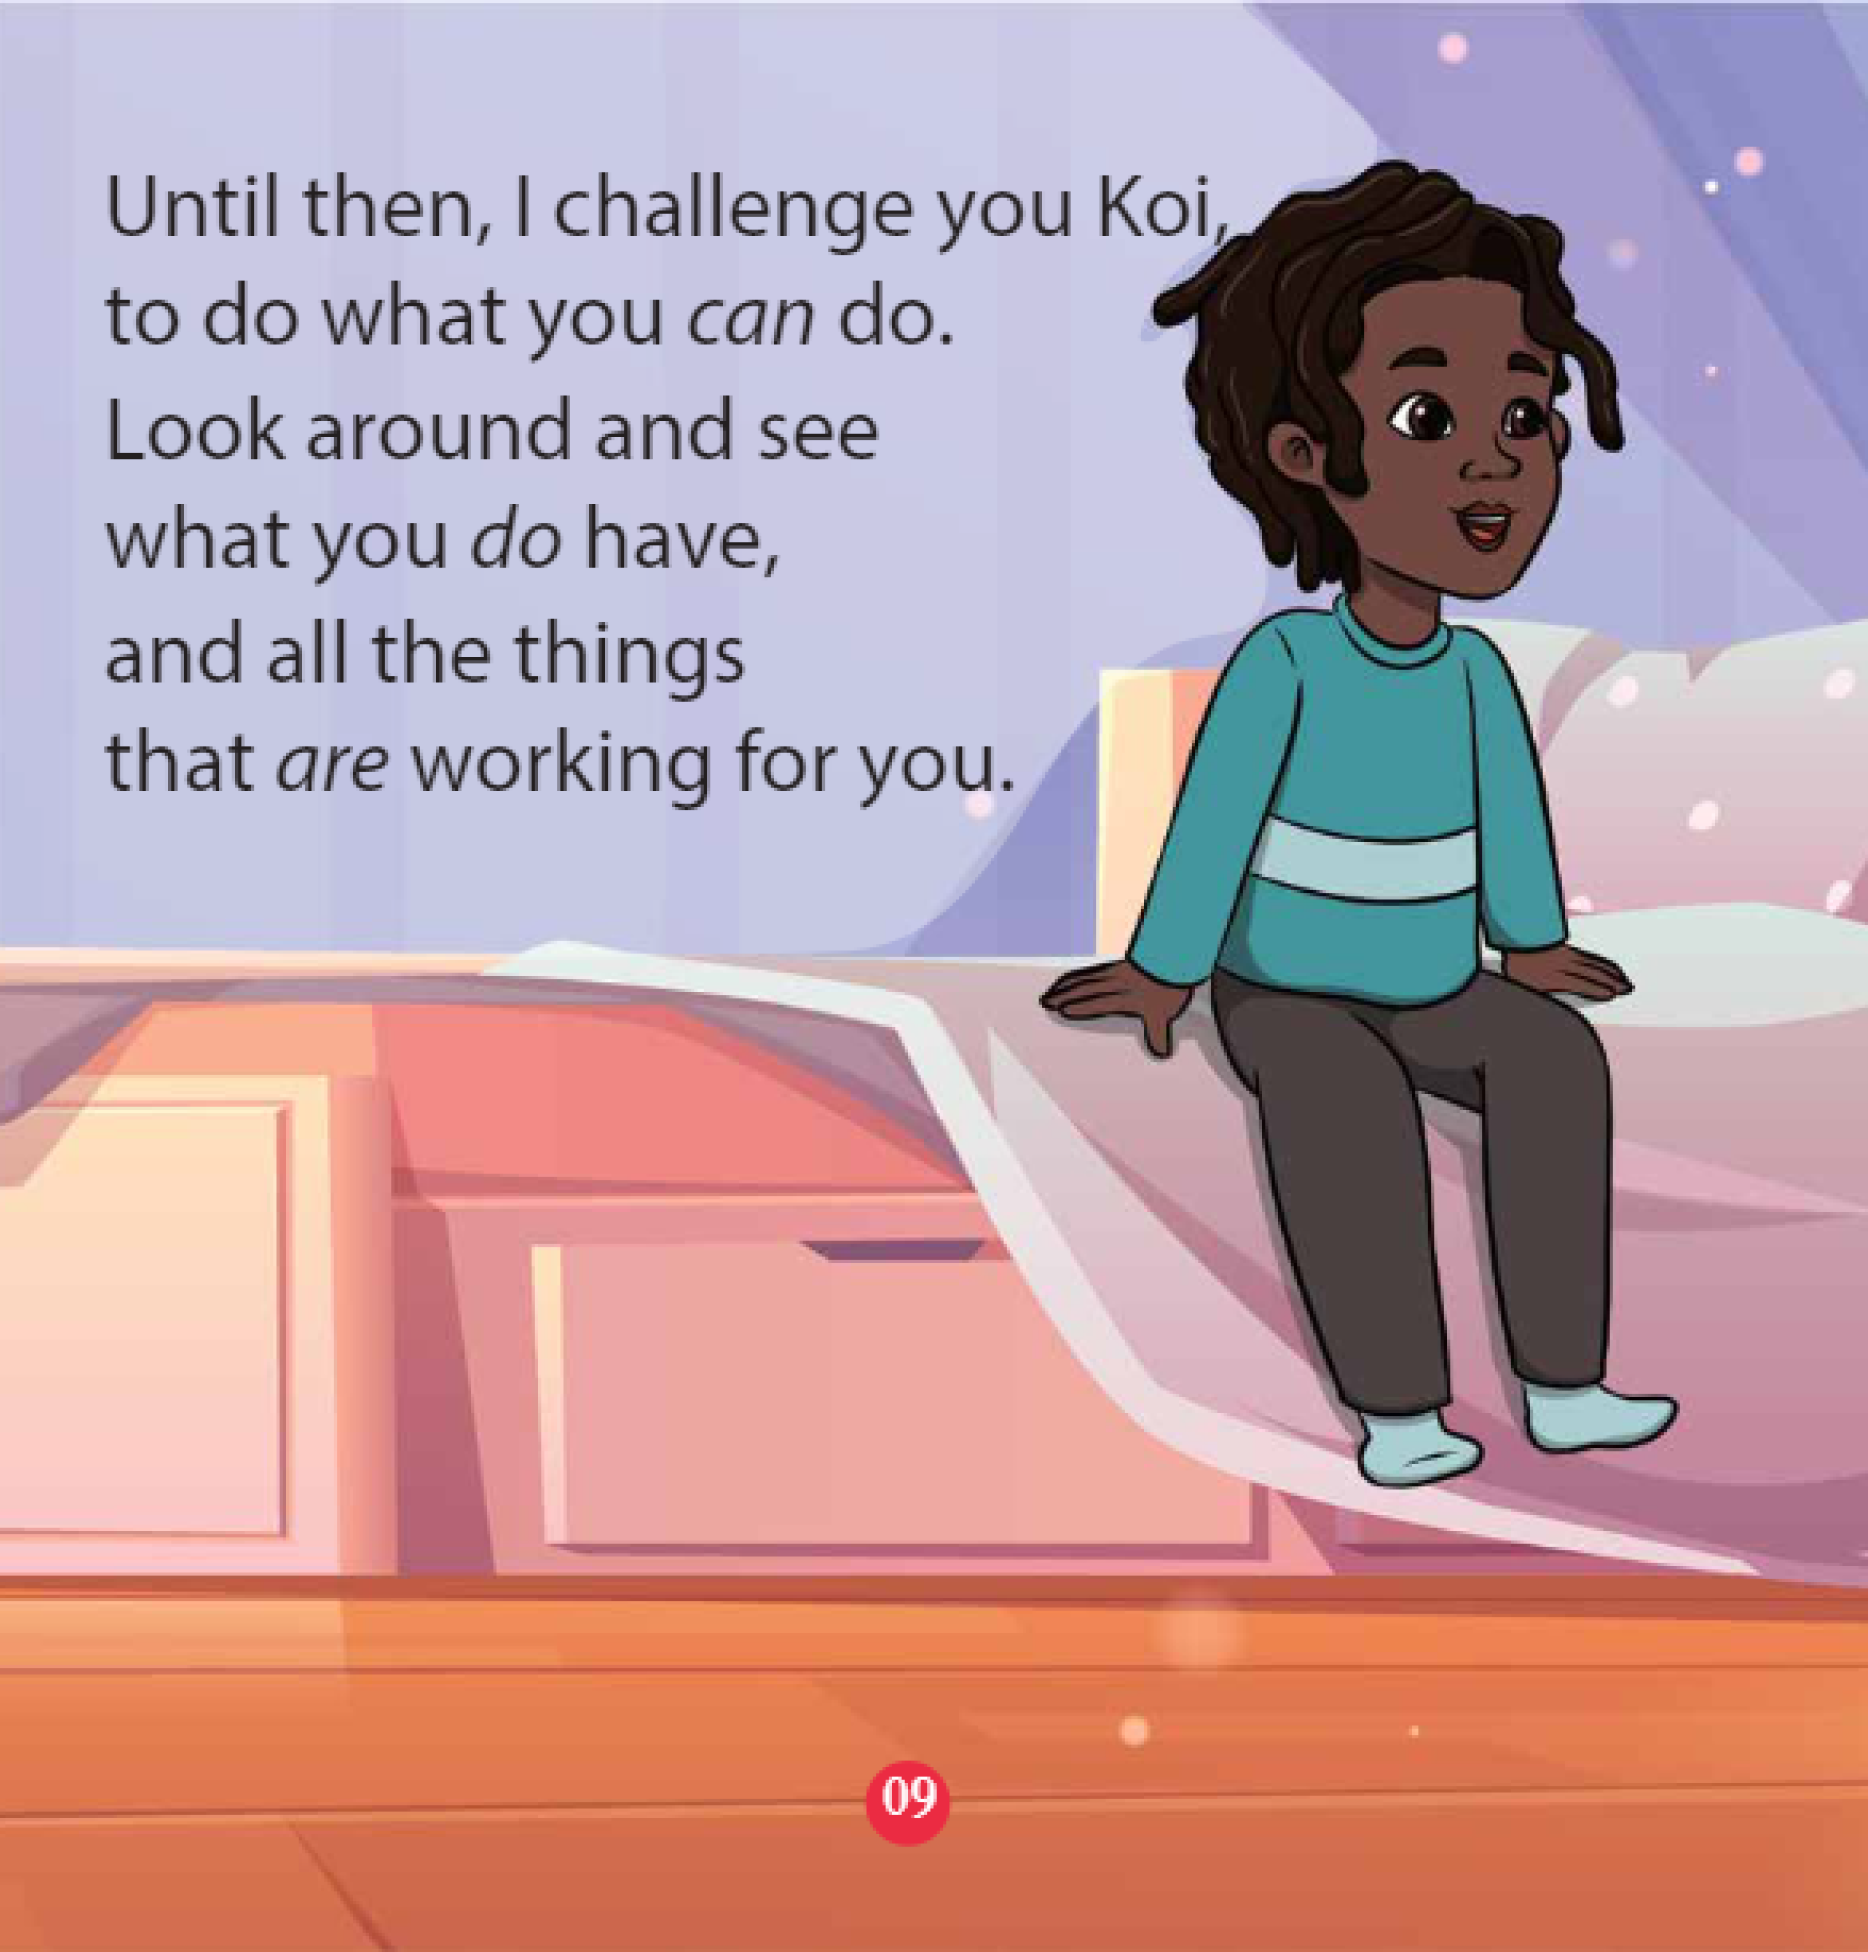 Until then, I challenge you Koi,
to do what you can do.
Look around and see
what you do have,
and all the things
that are working for you.
09